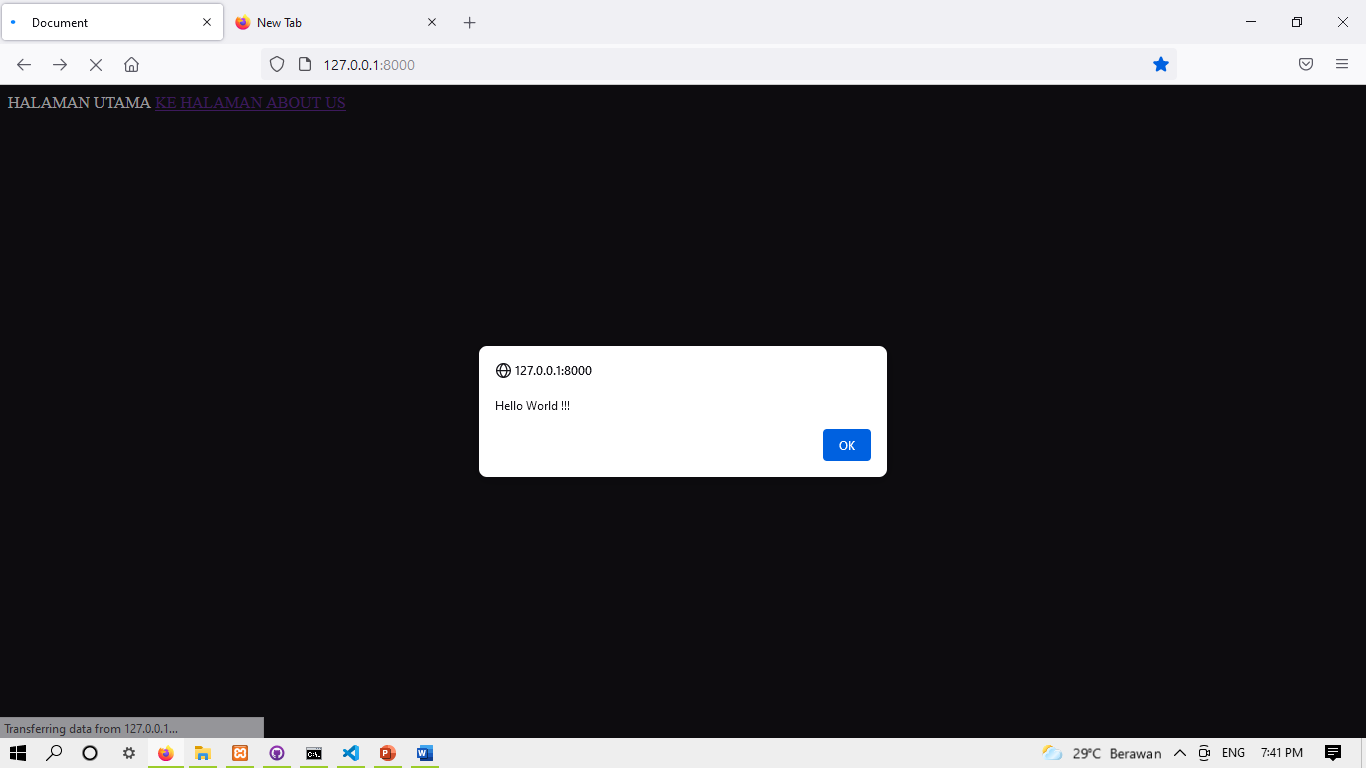 Document
New Tab
127.0.0.1:8000
HALAMAN UTAMA KE HALAMAN ABOUT US
127.0.0.1:8000
Hello World !!!
OK
Transferring data from 127.0.0.1...
29°C Berawan ENG 7:41 PM